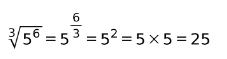 ∛5⁶ = 5^(6/3) = 5² = 5 × 5 = 25